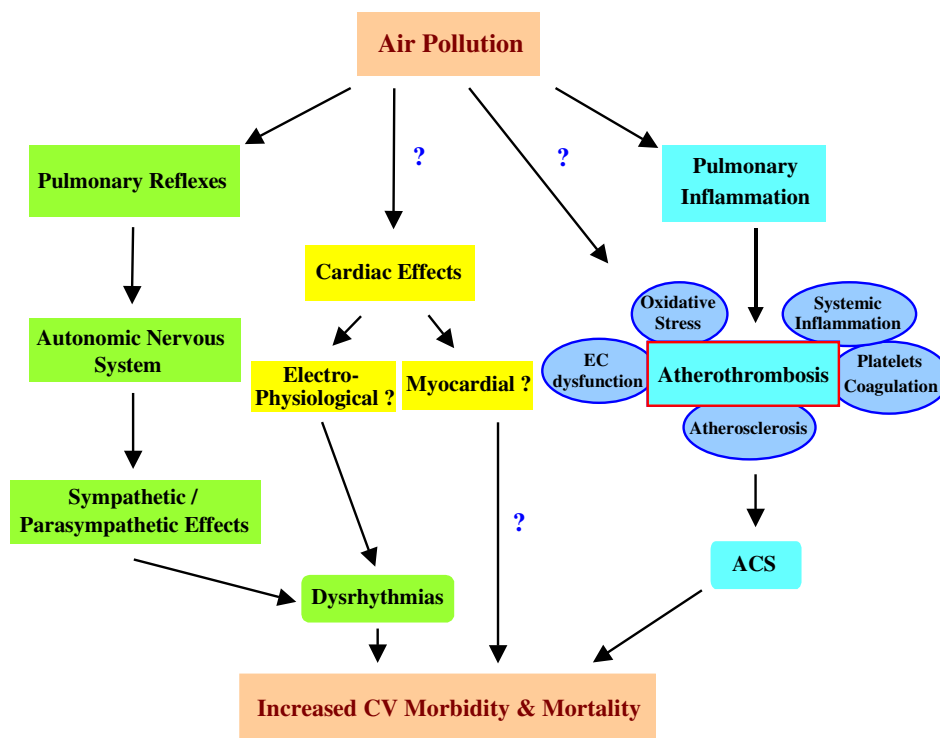 Air Pollution
?
?
Pulmonary Reflexes
Pulmonary
Inflammation
Cardiac Effects
Oxidative
Stress
Systemic
Inflammation
Autonomic Nervous
System
EC
dysfunction
Atherothrombosis
Platelets
Coagulation
Electro-
Physiological ?
Myocardial ?
Atherosclerosis
Sympathetic /
Parasympathetic Effects
?
ACS
Dysrhythmias
Increased CV Morbidity & Mortality